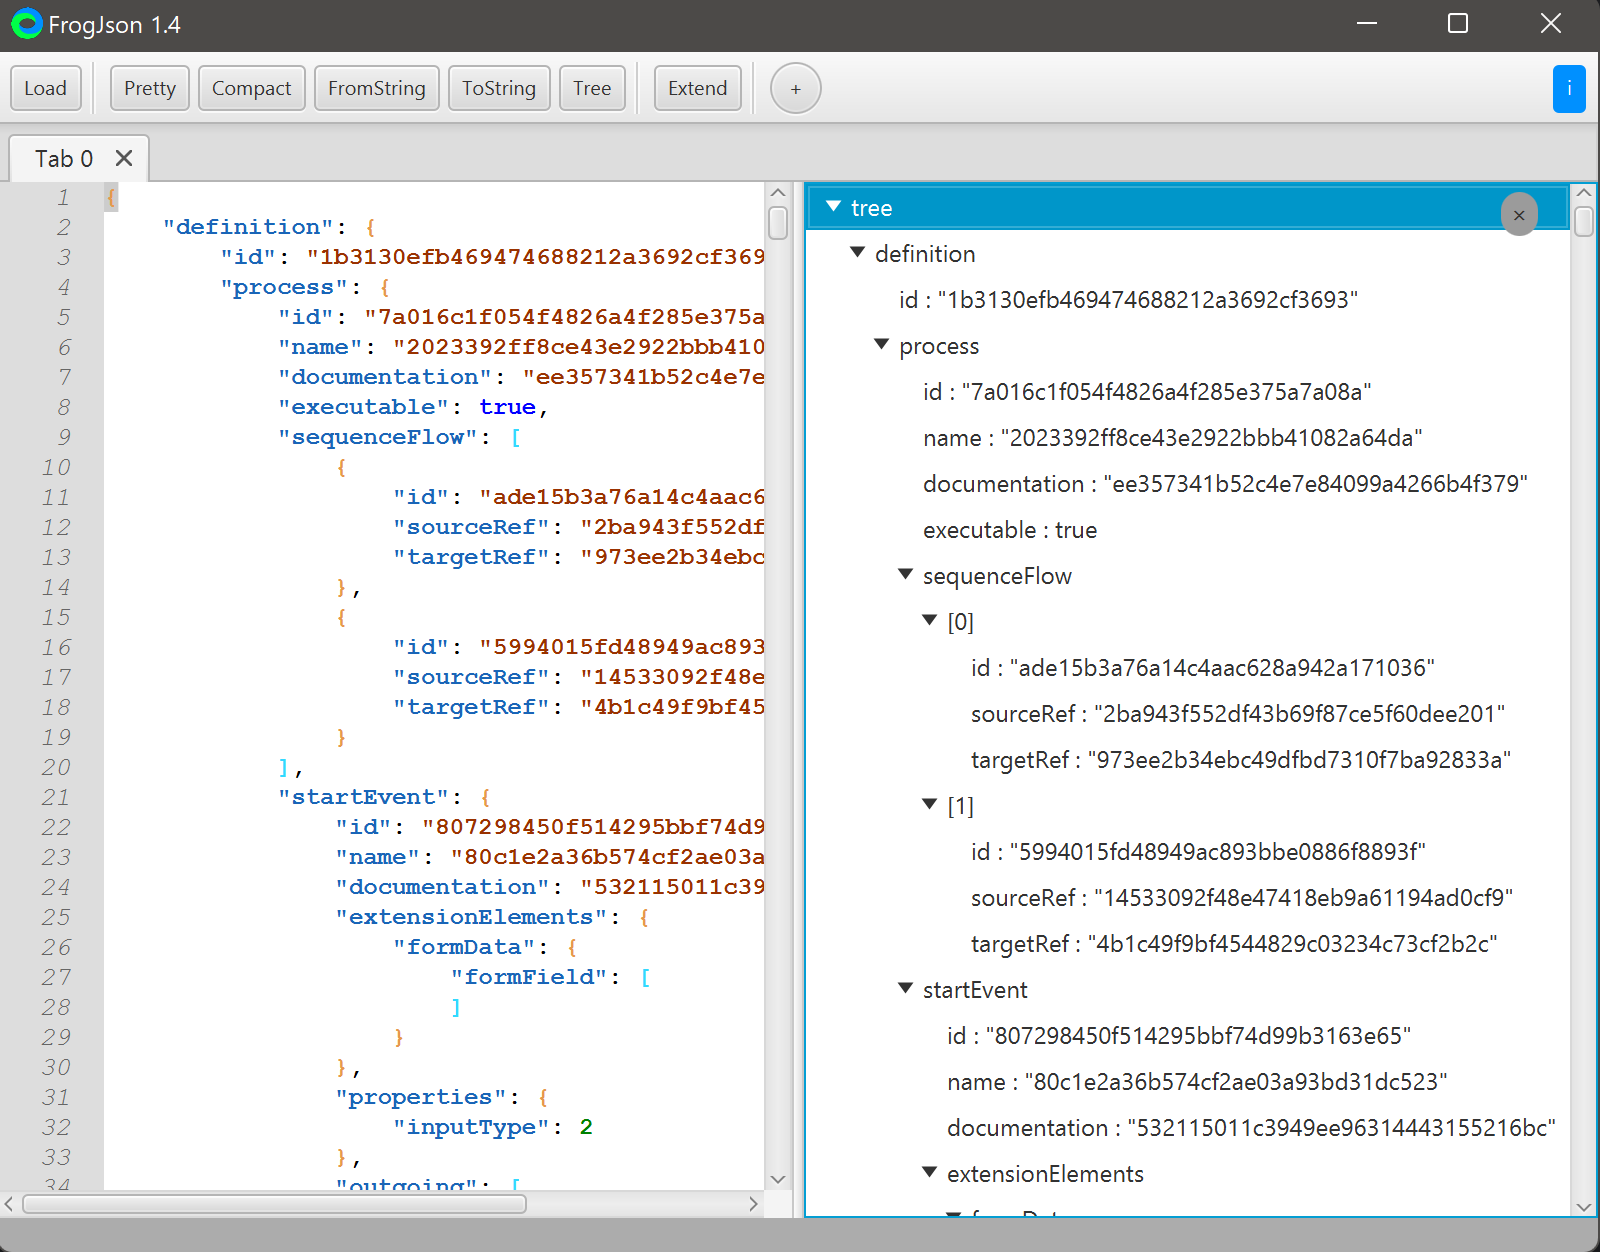 FrogJson 1.4
Load Pretty Compact FromString ToString Tree Extend + i
Tab 0
1 {
2 "definition": {
3 "id": "1b3130efb469474688212a3692cf369
4 "process": {
5 "id": "7a016c1f054f4826a4f285e375a
6 "name": "2023392ff8ce43e2922bbb410
7 "documentation": "ee357341b52c4e7e
8 "executable": true,
9 "sequenceFlow": [
10 {
11 "id": "ade15b3a76a14c4aac6
12 "sourceRef": "2ba943f552df
13 "targetRef": "973ee2b34ebc
14 },
15 {
16 "id": "5994015fd48949ac893
17 "sourceRef": "14533092f48e
18 "targetRef": "4b1c49f9bf45
19 }
20 ],
21 "startEvent": {
22 "id": "807298450f514295bbf74d9
23 "name": "80c1e2a36b574cf2ae03a
24 "documentation": "532115011c39
25 "extensionElements": {
26 "formData": {
27 "formField": [
28 ]
29 }
30 },
31 "properties": {
32 "inputType": 2
33 },
34 "outgoing": [
tree
definition
id : "1b3130efb469474688212a3692cf3693"
process
id : "7a016c1f054f4826a4f285e375a7a08a"
name : "2023392ff8ce43e2922bbb41082a64da"
documentation : "ee357341b52c4e7e84099a4266b4f379"
executable : true
sequenceFlow
[0]
id : "ade15b3a76a14c4aac628a942a171036"
sourceRef : "2ba943f552df43b69f87ce5f60dee201"
targetRef : "973ee2b34ebc49dfbd7310f7ba92833a"
[1]
id : "5994015fd48949ac893bbe0886f8893f"
sourceRef : "14533092f48e47418eb9a61194ad0cf9"
targetRef : "4b1c49f9bf4544829c03234c73cf2b2c"
startEvent
id : "807298450f514295bbf74d99b3163e65"
name : "80c1e2a36b574cf2ae03a93bd31dc523"
documentation : "532115011c3949ee96314443155216bc"
extensionElements